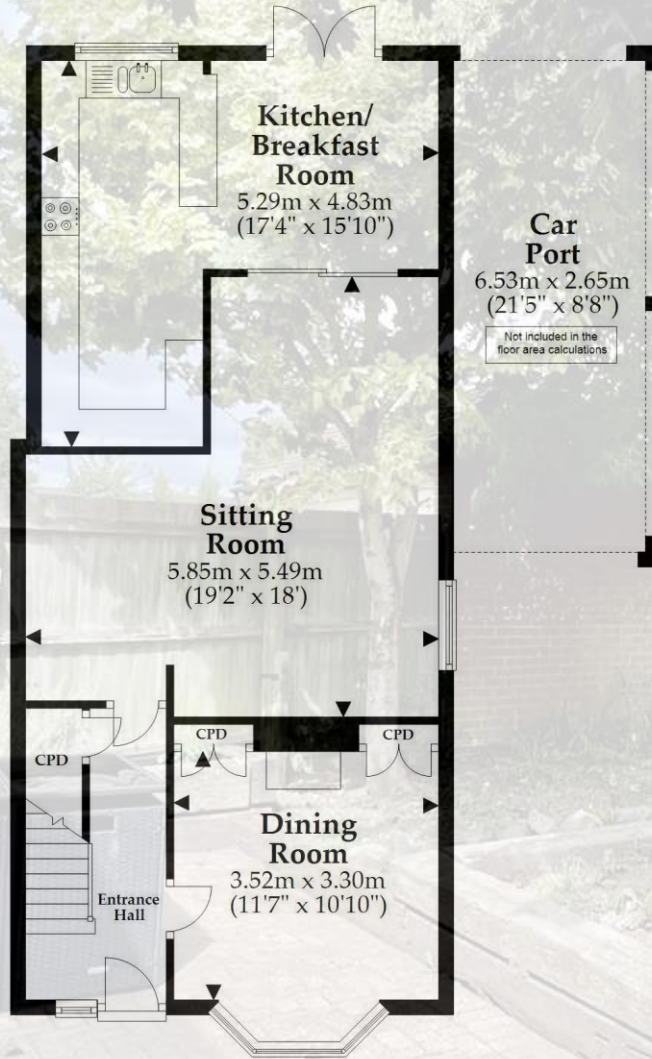 Kitchen/
Breakfast
Room
5.29m x 4.83m
(17'4" x 15'10")
Car
Port
6.53m x 2.65m
(21'5" x 8'8")
Not included in the
floor area calculations
Sitting
Room
5.85m x 5.49m
(19'2" x 18')
CPD
CPD
CPD
Dining
Room
3.52m x 3.30m
(11'7" x 10'10")
Entrance
Hall